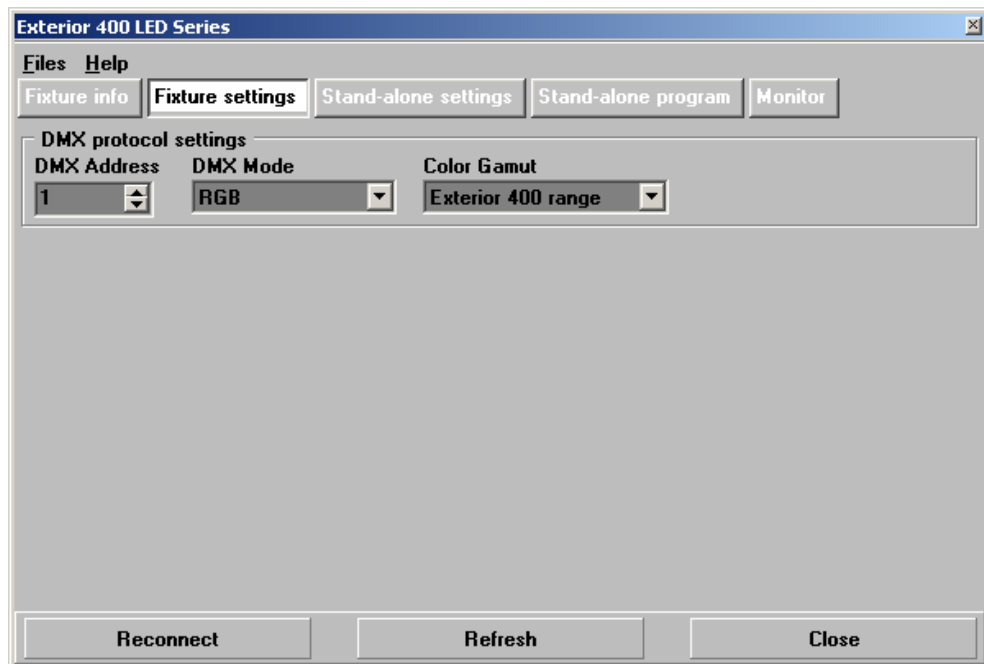 Exterior 400 LED Series
Files Help
Fixture info Fixture settings Stand-alone settings Stand-alone program Monitor
DMX protocol settings
DMX Address DMX Mode Color Gamut
1 RGB Exterior 400 range
Reconnect Refresh Close